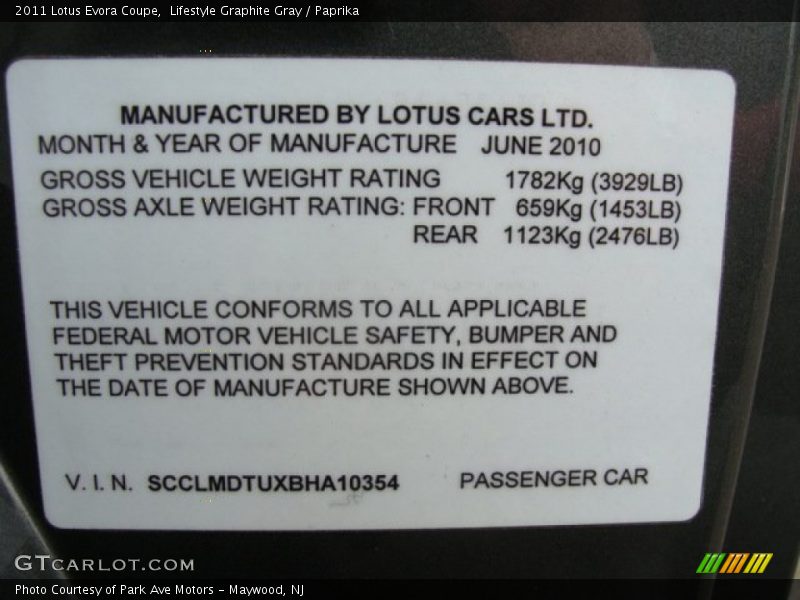 2011 Lotus Evora Coupe,  Lifestyle Graphite Gray / Paprika
MANUFACTURED BY LOTUS CARS LTD.
MONTH & YEAR OF MANUFACTURE JUNE 2010
GROSS VEHICLE WEIGHT RATING 1782Kg (3929LB)
GROSS AXLE WEIGHT RATING: FRONT 659Kg (1453LB)
REAR 1123Kg (2476LB)
THIS VEHICLE CONFORMS TO ALL APPLICABLE
FEDERAL MOTOR VEHICLE SAFETY, BUMPER AND
THEFT PREVENTION STANDARDS IN EFFECT ON
THE DATE OF MANUFACTURE SHOWN ABOVE.
V. I. N. SCCLMDTUXBHA10354 PASSENGER CAR
GTCARLOT.COM
Photo Courtesy of Park Ave Motors - Maywood, NJ